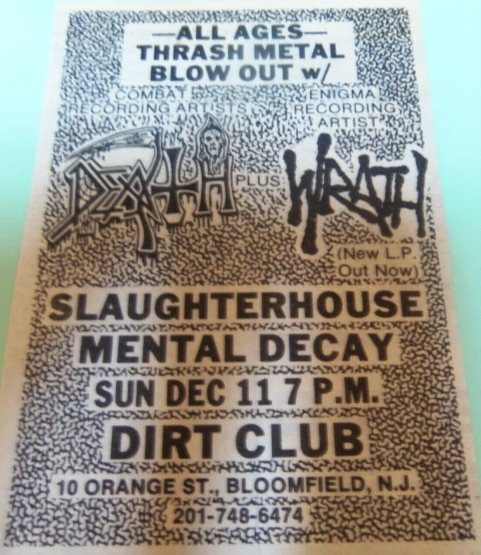 —ALL AGES—
THRASH METAL
BLOW OUT w/
COMBAT
RECORDING ARTISTS
ENIGMA
RECORDING
ARTIST
DEATH PLUS WRATH
(New L.P.
Out Now)
SLAUGHTERHOUSE
MENTAL DECAY
SUN DEC 11 7 P.M.
DIRT CLUB
10 ORANGE ST., BLOOMFIELD, N.J.
201-748-6474